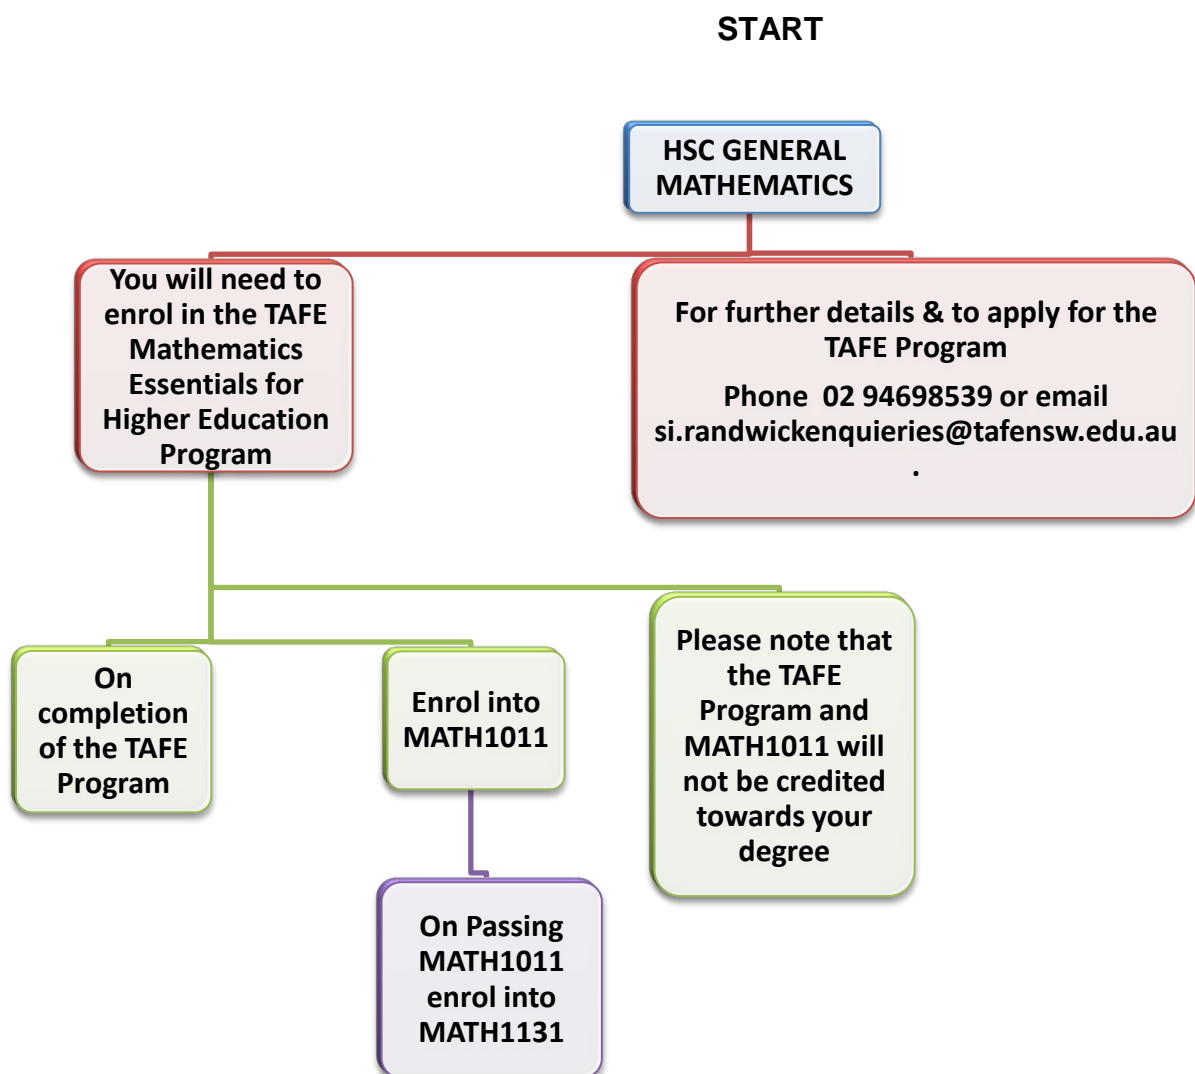 START
HSC GENERAL
MATHEMATICS
You will need to
enrol in the TAFE
Mathematics
Essentials for
Higher Education
Program
For further details & to apply for the
TAFE Program
Phone  02 94698539 or email
si.randwickenquieries@tafensw.edu.au
.
On
completion
of the TAFE
Program
Enrol into
MATH1011
Please note that
the TAFE
Program and
MATH1011 will
not be credited
towards your
degree
On Passing
MATH1011
enrol into
MATH1131